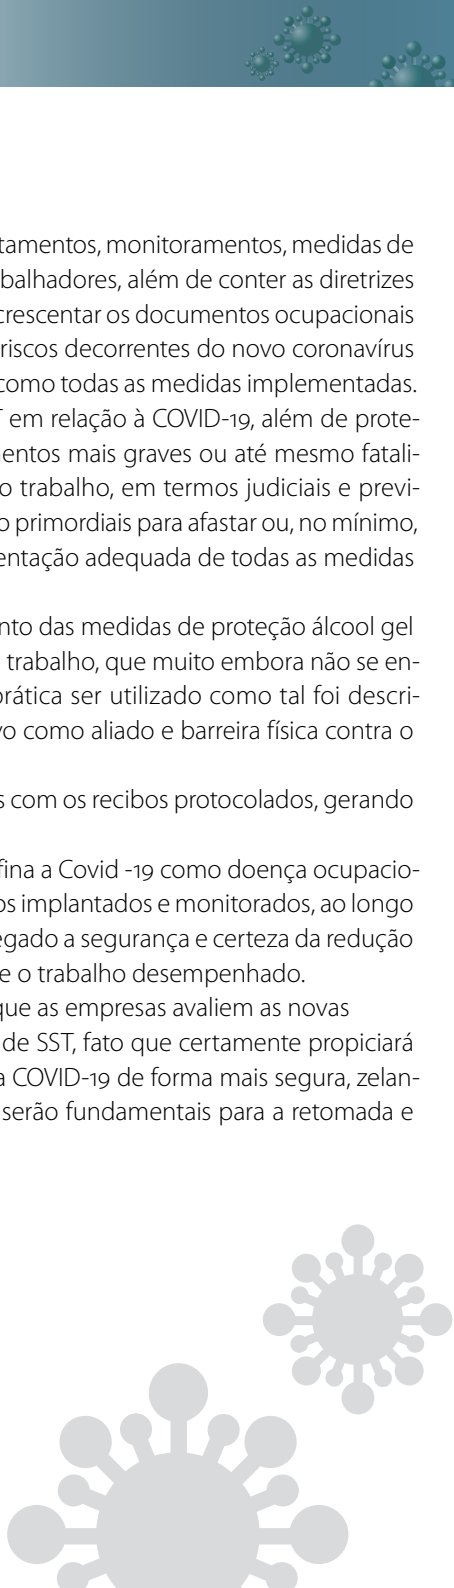 tamentos, monitoramentos, medidas de
balhadores, além de conter as diretrizes
crescentar os documentos ocupacionais
riscos decorrentes do novo coronavírus
como todas as medidas implementadas.
em relação à COVID-19, além de prote-
entos mais graves ou até mesmo fatali-
o trabalho, em termos judiciais e previ-
o primordiais para afastar ou, no mínimo,
entação adequada de todas as medidas
nto das medidas de proteção álcool gel
trabalho, que muito embora não se en-
prática ser utilizado como tal foi descri-
vo como aliado e barreira física contra o
s com os recibos protocolados, gerando
fina a Covid -19 como doença ocupacio-
os implantados e monitorados, ao longo
egado a segurança e certeza da redução
e o trabalho desempenhado.
que as empresas avaliem as novas
de SST, fato que certamente propiciará
a COVID-19 de forma mais segura, zelan-
serão fundamentais para a retomada e